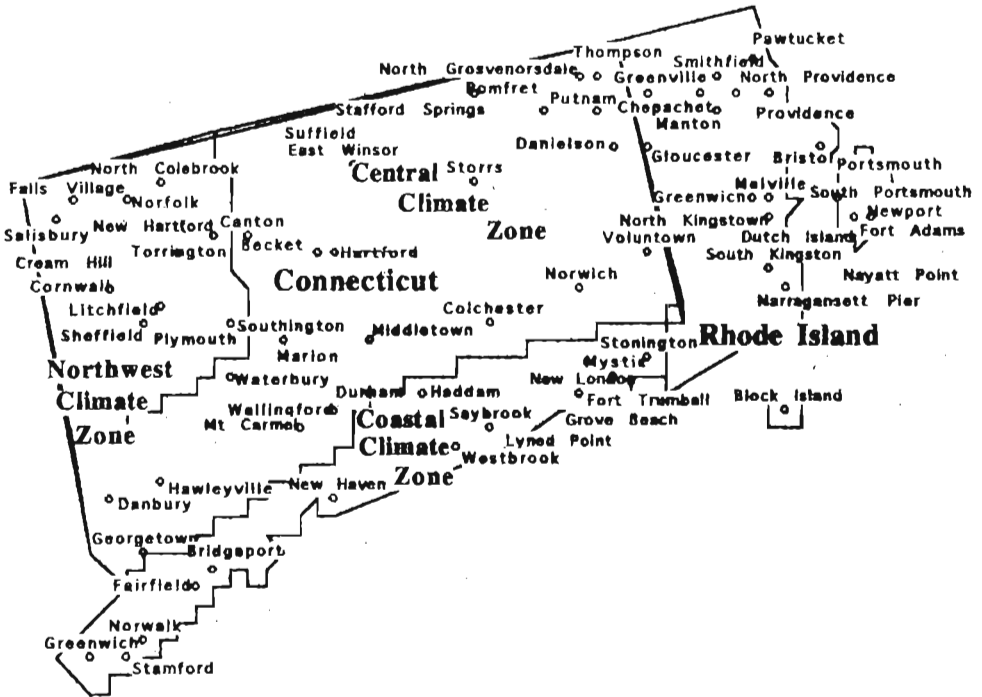 Pawtucket
Thompson
Smithfield
North Grosvenorsdale
Greenville
North Providence
Pomfret
Putnam
Chepachet
Stafford Springs
Providence
Manton
Suffield
East Winsor
Danielson
Gloucester
Bristol
Portsmouth
North Colebrook
Central
Storrs
Falls Village
Melville
South Portsmouth
Norfolk
Climate
Greenwicno
Newport
New Hartford
Canton
Zone
North Kingstown
Fort Adams
Salisbury
Becket
Voluntown
Dutch Island
Torrington
Hartford
South Kingston
Cream Hill
Connecticut
Norwich
Nayatt Point
Cornwall
Narragansett Pier
Litchfield
Colchester
Sheffield
Plymouth
Southington
Middletown
Stonington
Rhode Island
Marion
Mystic
Northwest
Waterbury
New London
Climate
Durham
Haddam
Fort Trumball
Block Island
Zone
Wallingford
Coastal
Saybrook
Grove Beach
Mt Carmel
Climate
Lyned Point
Westbrook
Zone
Hawleyville
New Haven
Danbury
Georgetown
Bridgeport
Fairfield
Norwalk
Greenwich
Stamford